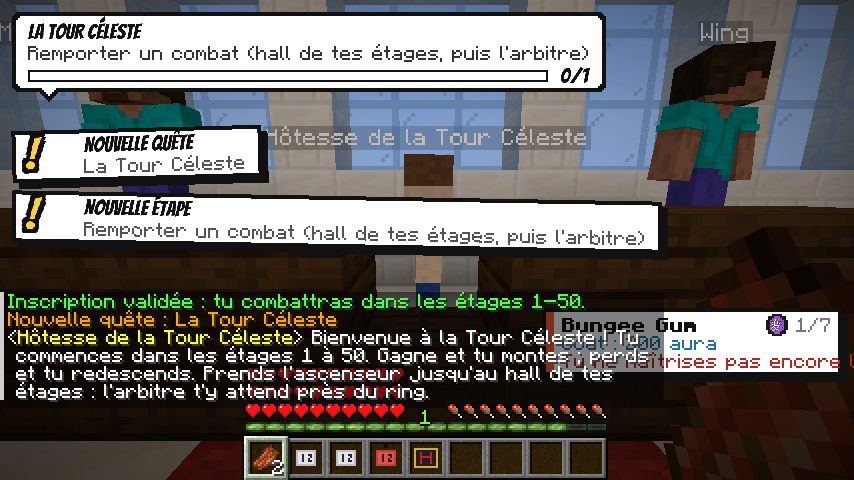 LA TOUR CÉLESTE
Remporter un combat (hall de tes étages, puis l'arbitre)
0/1
Wing
NOUVELLE QUÊTE
La Tour Céleste
Hôtesse de la Tour Céleste
NOUVELLE ÉTAPE
Remporter un combat (hall de tes étages, puis l'arbitre)
Inscription validée : tu combattras dans les étages 1-50.
Nouvelle quête : La Tour Céleste
<Hôtesse de la Tour Céleste> Bienvenue à la Tour Céleste ! Tu
commences dans les étages 1 à 50. Gagne et tu montes ; perds
et tu redescends. Prends l'ascenseur jusqu'au hall de tes
étages : l'arbitre t'y attend près du ring.
Bungee Gum
1/7
200 aura
maîtrises pas encore
1
2
12
12
12
H